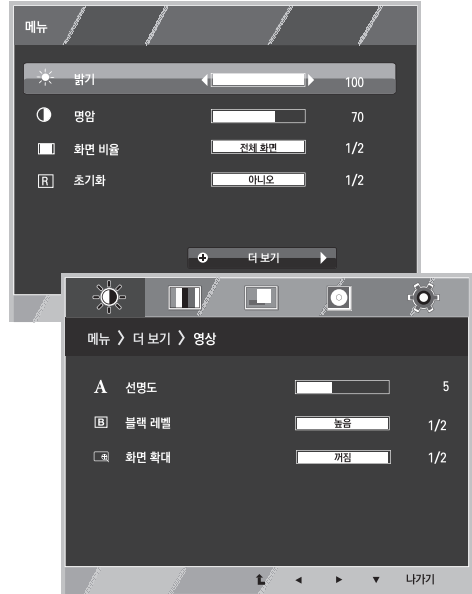 메뉴
밝기 100
명암 70
화면 비율 전체 화면 1/2
R 초기화 아니오 1/2
더 보기
메뉴 > 더 보기 > 영상
A 선명도 5
B 블랙 레벨 높음 1/2
화면 확대 꺼짐 1/2
나가기